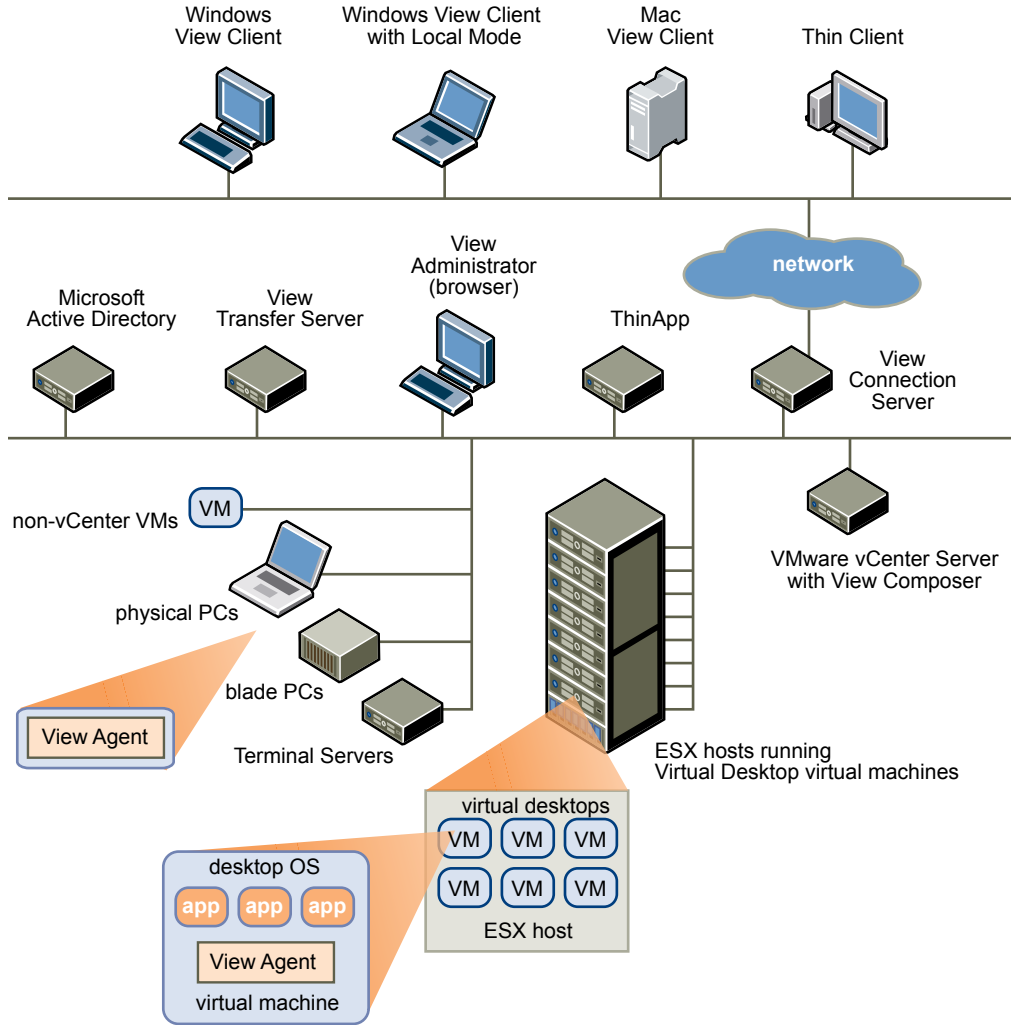 Windows
View Client
Windows View Client
with Local Mode
Mac
View Client
Thin Client
network
Microsoft
Active Directory
View
Transfer Server
View
Administrator
(browser)
ThinApp
View
Connection
Server
non-vCenter VMs
VM
physical PCs
blade PCs
Terminal Servers
View Agent
VMware vCenter Server
with View Composer
ESX hosts running
Virtual Desktop virtual machines
virtual desktops
VM VM VM
VM VM VM
ESX host
desktop OS
app app app
View Agent
virtual machine